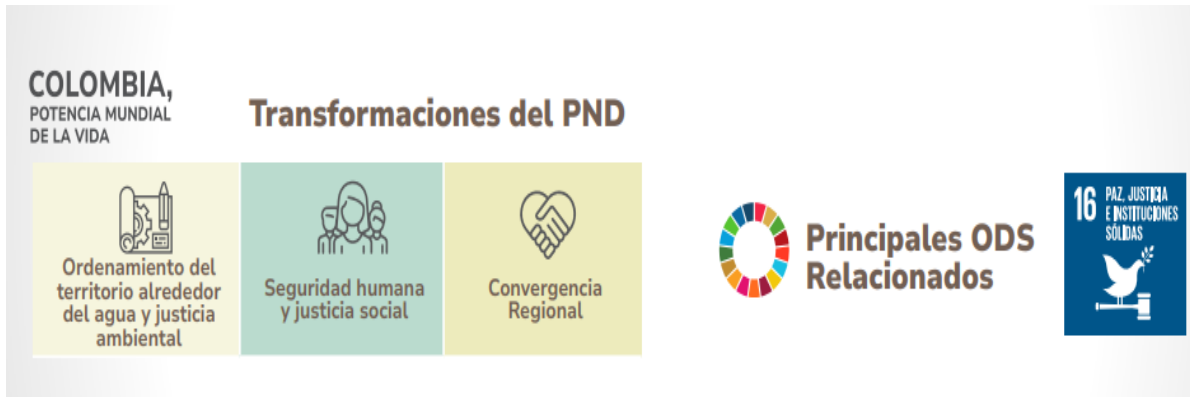 COLOMBIA,
POTENCIA MUNDIAL
DE LA VIDA
Transformaciones del PND
Ordenamiento del
territorio alrededor
del agua y justicia
ambiental
Seguridad humana
y justicia social
Convergencia
Regional
Principales ODS
Relacionados
16 PAZ, JUSTICIA
E INSTITUCIONES
SÓLIDAS